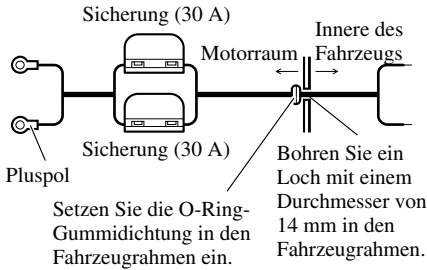 Sicherung (30 A)
Motorraum
Innere des
Fahrzeugs
Sicherung (30 A)
Pluspol
Setzen Sie die O-Ring-
Gummidichtung in den
Fahrzeugrahmen ein.
Bohren Sie ein
Loch mit einem
Durchmesser von
14 mm in den
Fahrzeugrahmen.